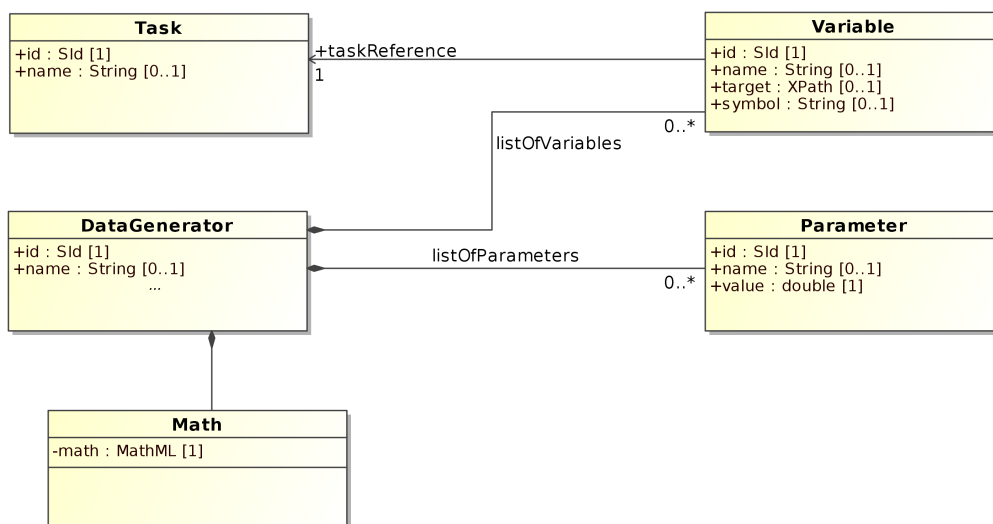 Task
+id : SId [1]
+name : String [0..1]
+taskReference
1
Variable
+id : SId [1]
+name : String [0..1]
+target : XPath [0..1]
+symbol : String [0..1]
0..*
listOfVariables
DataGenerator
+id : SId [1]
+name : String [0..1]
...
listOfParameters
0..*
Parameter
+id : SId [1]
+name : String [0..1]
+value : double [1]
Math
-math : MathML [1]